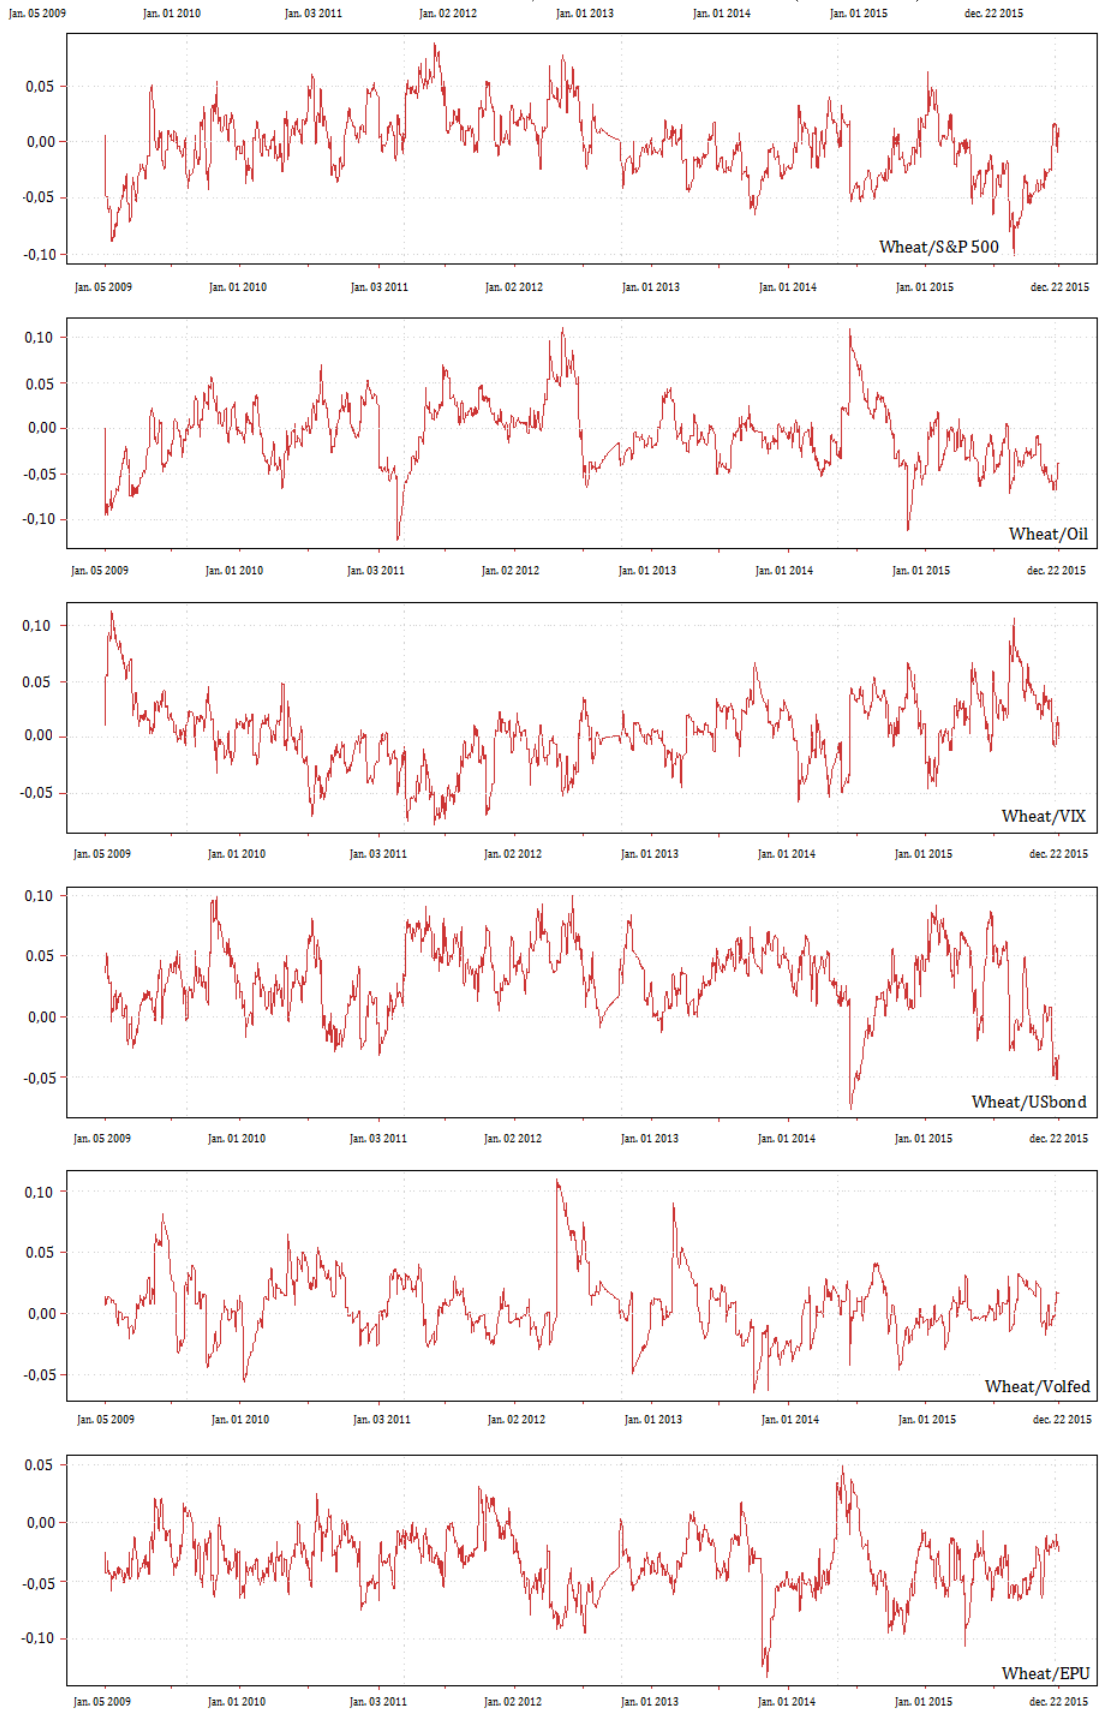 Jan. 05 2009 Jan. 01 2010 Jan. 03 2011 Jan. 02 2012 Jan. 01 2013 Jan. 01 2014 Jan. 01 2015 dec. 22 2015
0,05
0,00
-0,05
-0,10
Wheat/S&P 500
Jan. 05 2009 Jan. 01 2010 Jan. 03 2011 Jan. 02 2012 Jan. 01 2013 Jan. 01 2014 Jan. 01 2015 dec. 22 2015
0,10
0.05
0.00
-0.05
-0,10
Wheat/Oil
Jan. 05 2009 Jan. 01 2010 Jan. 03 2011 Jan. 02 2012 Jan. 01 2013 Jan. 01 2014 Jan. 01 2015 dec. 22 2015
0,10
0.05
0.00
-0,05
Wheat/VIX
Jan. 05 2009 Jan. 01 2010 Jan. 03 2011 Jan. 02 2012 Jan. 01 2013 Jan. 01 2014 Jan. 01 2015 dec. 22 2015
0,10
0.05
0,00
-0,05
Wheat/USbond
Jan. 05 2009 Jan. 01 2010 Jan. 03 2011 Jan. 02 2012 Jan. 01 2013 Jan. 01 2014 Jan. 01 2015 dec. 22 2015
0,10
0.05
0.00
-0,05
Wheat/Volfed
Jan. 05 2009 Jan. 01 2010 Jan. 03 2011 Jan. 02 2012 Jan. 01 2013 Jan. 01 2014 Jan. 01 2015 dec. 22 2015
0.05
0,00
-0.05
-0,10
Wheat/EPU
Jan. 05 2009 Jan. 01 2010 Jan. 03 2011 Jan. 02 2012 Jan. 01 2013 Jan. 01 2014 Jan. 01 2015 dec. 22 2015